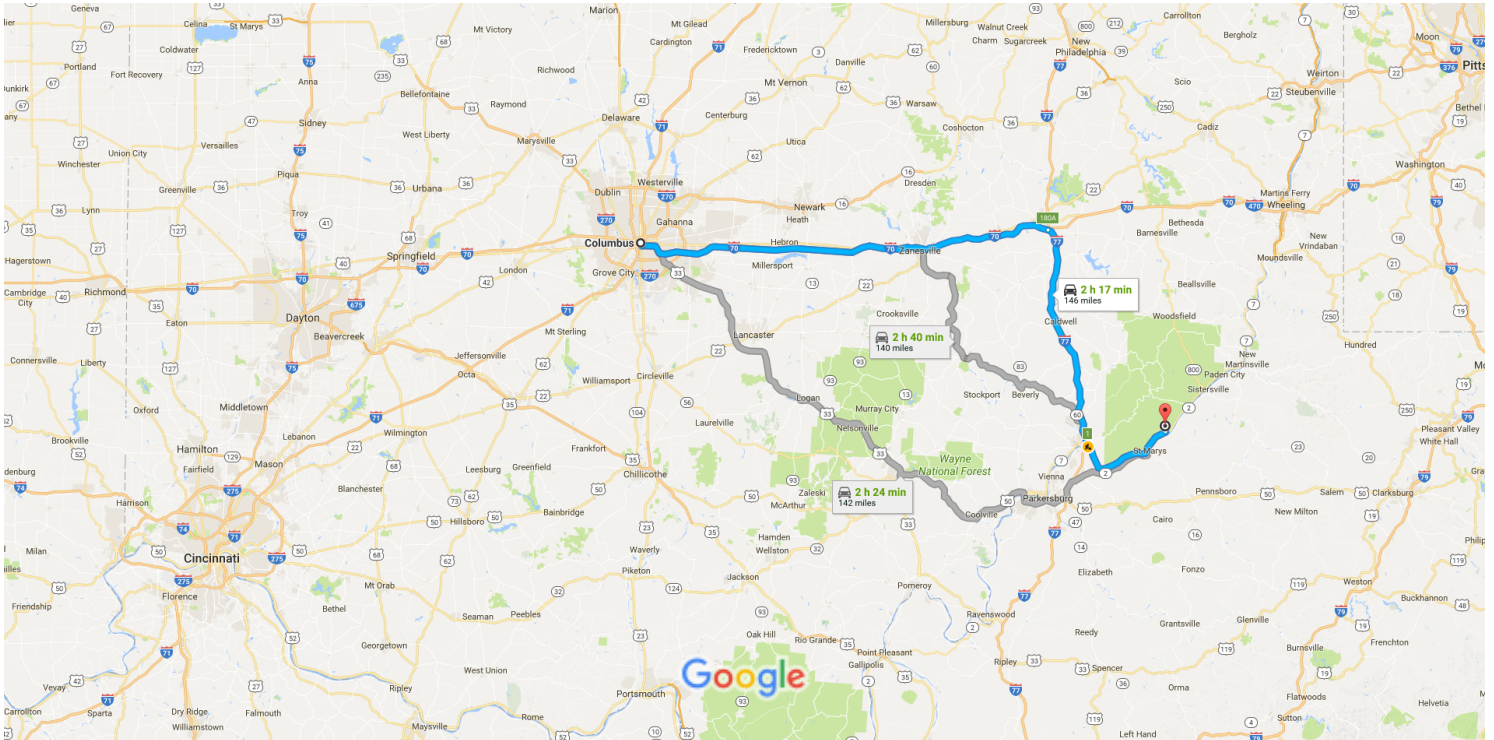 Geneva
Celina
St Marys
Marion
Mt Gilead
Millersburg
Walnut Creek
Carrollton
Bergholz
Moon
Coldwater
Mt Victory
Cardington
Fredericktown
Charm
Sugarcreek
New
Philadelphia
Pitts
Portland
Fort Recovery
Anna
Richwood
Danville
Scio
Weirton
Steubenville
Bethel
Dunkirk
Bellefontaine
Mt Vernon
Raymond
Delaware
Centerburg
Warsaw
Coshocton
Cadiz
Sidney
West Liberty
Marysville
Utica
Union City
Versailles
Winchester
Piqua
Westerville
Dresden
Washington
Greenville
Urbana
Dublin
Newark
Heath
Martins Ferry
Wheeling
Lynn
Troy
Gahanna
180A
Bethesda
Barnesville
Columbus
Hebron
Zanesville
New
Vrindaban
Hagerstown
Springfield
London
Grove City
Millersport
Moundsville
Cambridge
City
Richmond
2 h 17 min
146 miles
Beallsville
Eaton
Dayton
Beavercreek
Mt Sterling
Crooksville
Caldwell
Woodsfield
Lancaster
2 h 40 min
140 miles
Hundred
Connersville
Liberty
Jeffersonville
New
Martinsville
Octa
Williamsport
Circleville
Paden City
Sistersville
Oxford
Middletown
Logan
Murray City
Stockport
Beverly
Brookville
Lebanon
Wilmington
Laurelville
Nelsonville
Pleasant Valley
White Hall
Hamilton
Fairfield
Mason
Frankfort
St Marys
Leesburg
Greenfield
Chillicothe
Wayne
National Forest
Vienna
Harrison
Blanchester
2 h 24 min
142 miles
Zaleski
McArthur
Parkersburg
Pennsboro
Salem
Clarksburg
Hillsboro
Bainbridge
Coolville
Cairo
New Milton
Milan
Cincinnati
Waverly
Hamden
Wellston
Florence
Mt Orab
Piketon
Jackson
Pomeroy
Elizabeth
Fonzo
Weston
Friendship
Bethel
Seaman
Peebles
Ravenswood
Buckhannon
Georgetown
Oak Hill
Rio Grande
Point Pleasant
Gallipolis
Reedy
Grantsville
Glenville
Frenchton
West Union
Google
Ripley
Spencer
Burnsville
Vevay
Ripley
Portsmouth
Orma
Flatwoods
Carrollton
Sparta
Dry Ridge
Falmouth
Maysville
Rome
Sutton
Helvetia
Williamstown
Left Hand